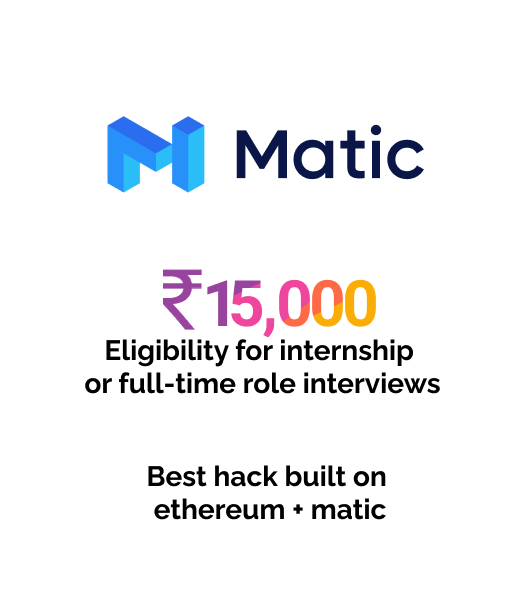 Matic
₹15,000
Eligibility for internship
or full-time role interviews
Best hack built on
ethereum + matic